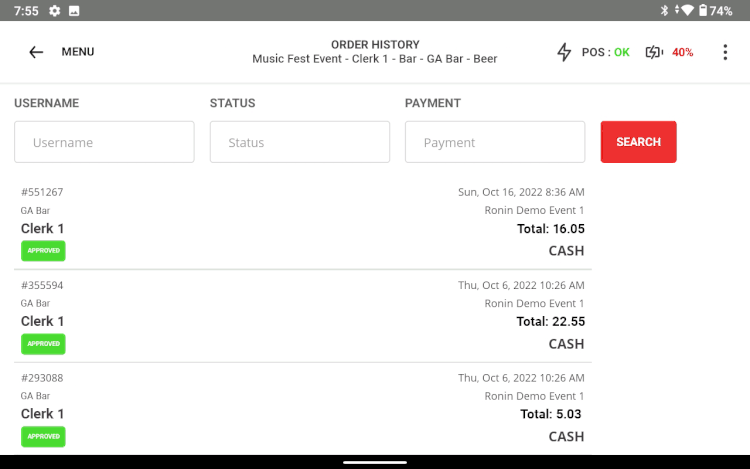 7:55
74%
MENU
ORDER HISTORY
Music Fest Event - Clerk 1 - Bar - GA Bar - Beer
POS : OK
40%
USERNAME STATUS PAYMENT
Username Status Payment SEARCH
#551267 Sun, Oct 16, 2022 8:36 AM
GA Bar Ronin Demo Event 1
Clerk 1 Total: 16.05
APPROVED CASH
#355594 Thu, Oct 6, 2022 10:26 AM
GA Bar Ronin Demo Event 1
Clerk 1 Total: 22.55
APPROVED CASH
#293088 Thu, Oct 6, 2022 10:26 AM
GA Bar Ronin Demo Event 1
Clerk 1 Total: 5.03
APPROVED CASH